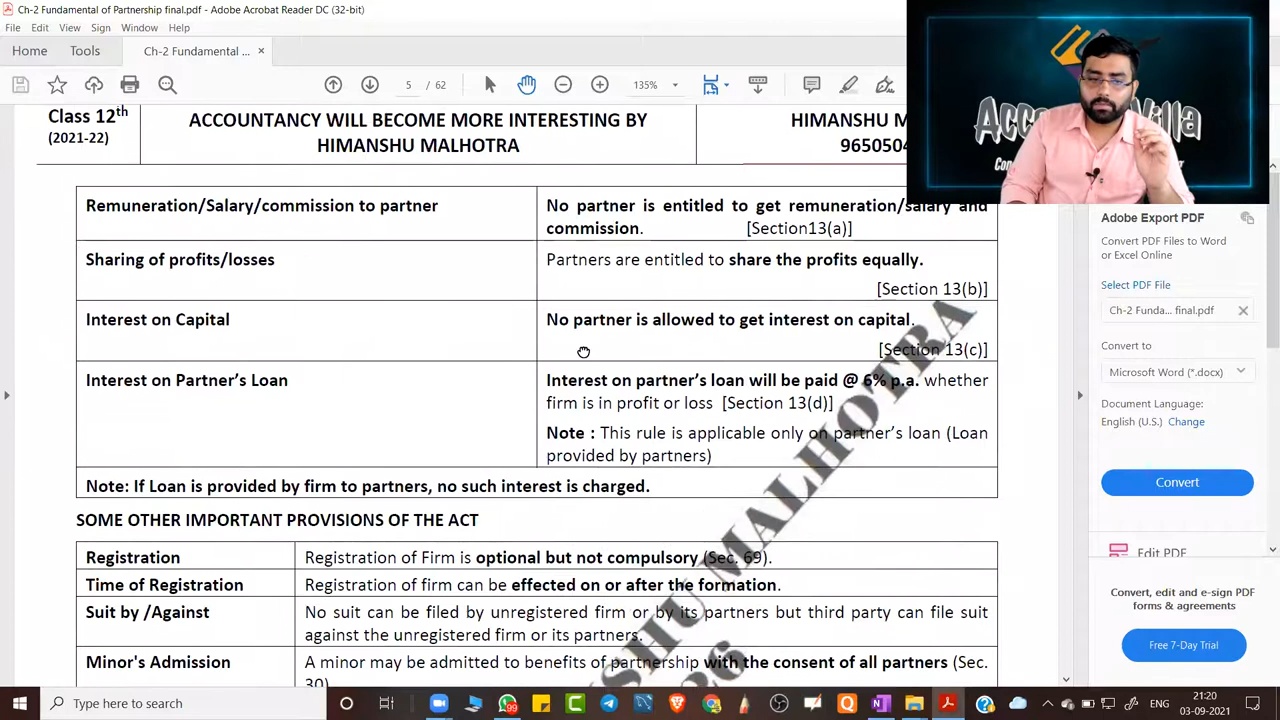 Ch-2 Fundamental of Partnership final.pdf - Adobe Acrobat Reader DC (32-bit)
File Edit View Sign Window Help
Home Tools Ch-2 Fundamental ... ×
5 / 62 135%
Class 12th
(2021-22)
ACCOUNTANCY WILL BECOME MORE INTERESTING BY
HIMANSHU MALHOTRA
HIMANSHU M
9650504
Remuneration/Salary/commission to partner
No partner is entitled to get remuneration/salary and
commission. [Section13(a)]
Sharing of profits/losses
Partners are entitled to share the profits equally.
[Section 13(b)]
Interest on Capital
No partner is allowed to get interest on capital.
[Section 13(c)]
Interest on Partner's Loan
Interest on partner's loan will be paid @ 6% p.a. whether
firm is in profit or loss [Section 13(d)]
Note : This rule is applicable only on partner's loan (Loan
provided by partners)
Note: If Loan is provided by firm to partners, no such interest is charged.
SOME OTHER IMPORTANT PROVISIONS OF THE ACT
Registration
Registration of Firm is optional but not compulsory (Sec. 69).
Time of Registration
Registration of firm can be effected on or after the formation.
Suit by /Against
No suit can be filed by unregistered firm or by its partners but third party can file suit
against the unregistered firm or its partners.
Minor's Admission
A minor may be admitted to benefits of partnership with the consent of all partners (Sec.
30)
SHU MALHOTRA
26
Adobe Export PDF
Convert PDF Files to Word
or Excel Online
Select PDF File
Ch-2 Funda... final.pdf
Convert to
Microsoft Word (*.docx)
Document Language:
English (U.S.) Change
Convert
Edit PDF
Convert, edit and e-sign PDF
forms & agreements
Free 7-Day Trial
Type here to search
99
ENG
21:20
03-09-2021